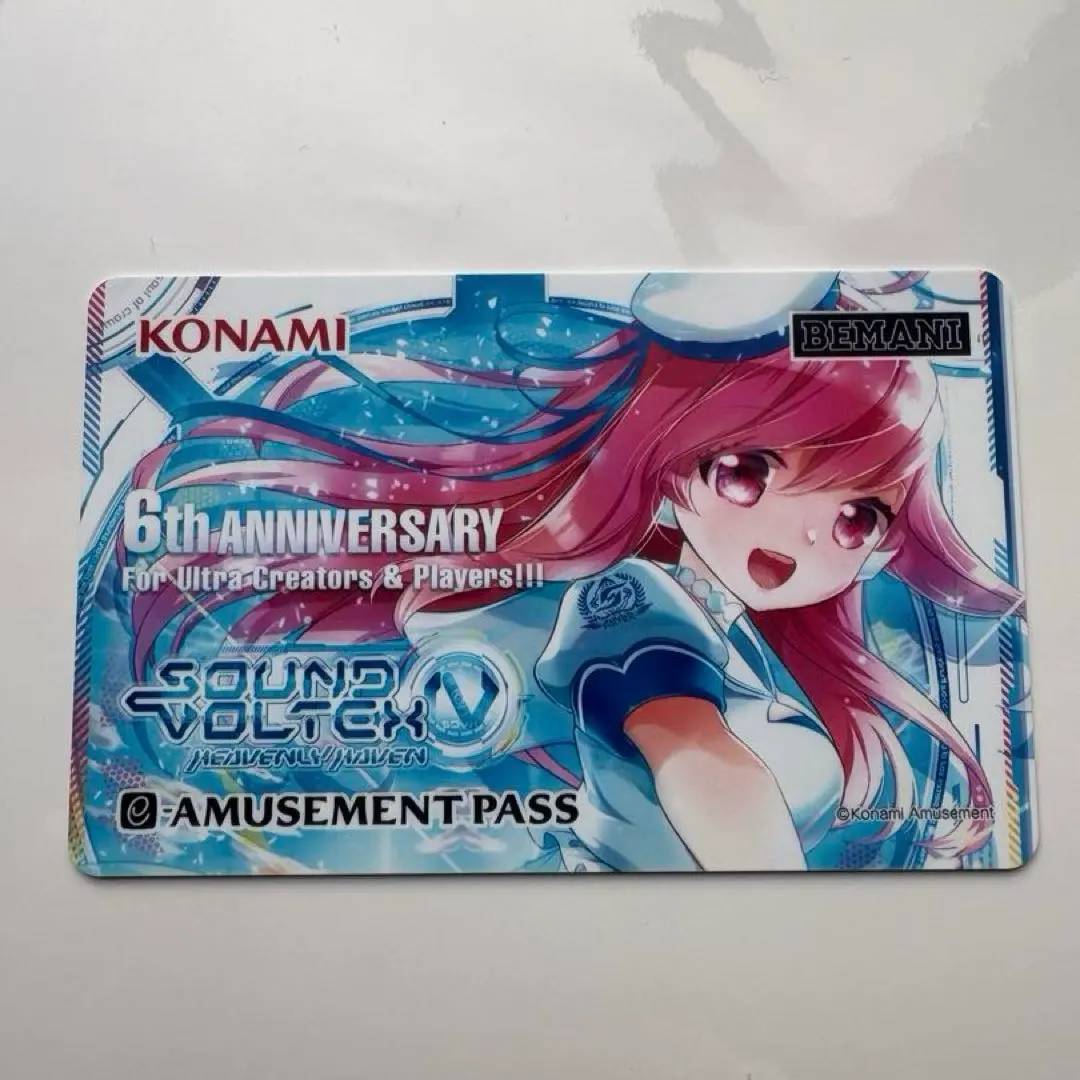 KONAMI
BEMANI
6th ANNIVERSARY
For Ultra Creators & Players!!!
SOUND
VOLTEX
HEAVENLY HAVEN
e-AMUSEMENT PASS
©Konami Amusement